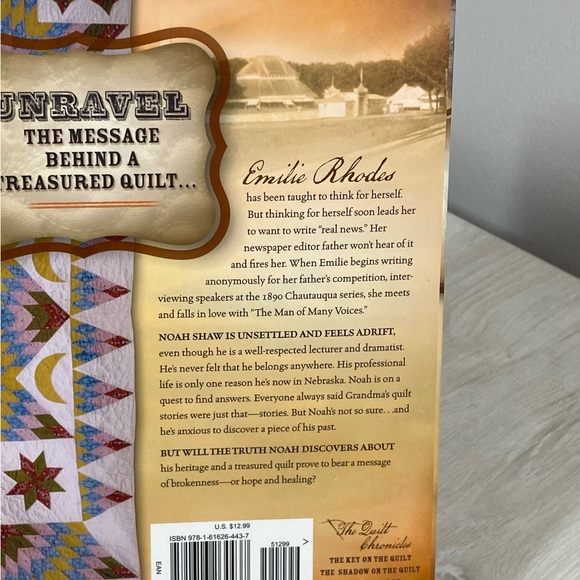 UNRAVEL
THE MESSAGE
BEHIND A
TREASURED QUILT...
Emilie Rhodes
has been taught to think for herself.
But thinking for herself soon leads her
to want to write "real news." Her
newspaper editor father won't hear of it
and fires her. When Emilie begins writing
anonymously for her father's competition, inter-
viewing speakers at the 1890 Chautauqua series, she meets
and falls in love with "The Man of Many Voices."
NOAH SHAW IS UNSETTLED AND FEELS ADRIFT,
even though he is a well-respected lecturer and dramatist.
He's never felt that he belongs anywhere. His professional
life is only one reason he's now in Nebraska. Noah is on a
quest to find answers. Everyone always said Grandma's quilt
stories were just that—stories. But Noah's not so sure...and
he's anxious to discover a piece of his past.
BUT WILL THE TRUTH NOAH DISCOVERS ABOUT
his heritage and a treasured quilt prove to bear a message
of brokenness—or hope and healing?
U.S. $12.99
ISBN 978-1-61626-443-7
51299 >
EAN
The Quilt
Chronicles
THE KEY ON THE QUILT
THE SHADOW ON THE QUILT